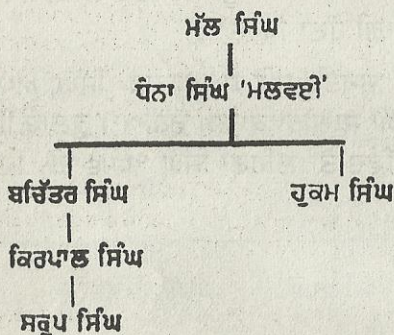 ਮੱਲ ਸਿੰਘ
ਧੰਨਾ ਸਿੰਘ 'ਮਲਵਈ'
ਬਚਿੱਤਰ ਸਿੰਘ ਹੁਕਮ ਸਿੰਘ
ਕਿਰਪਾਲ ਸਿੰਘ
ਸਰੂਪ ਸਿੰਘ